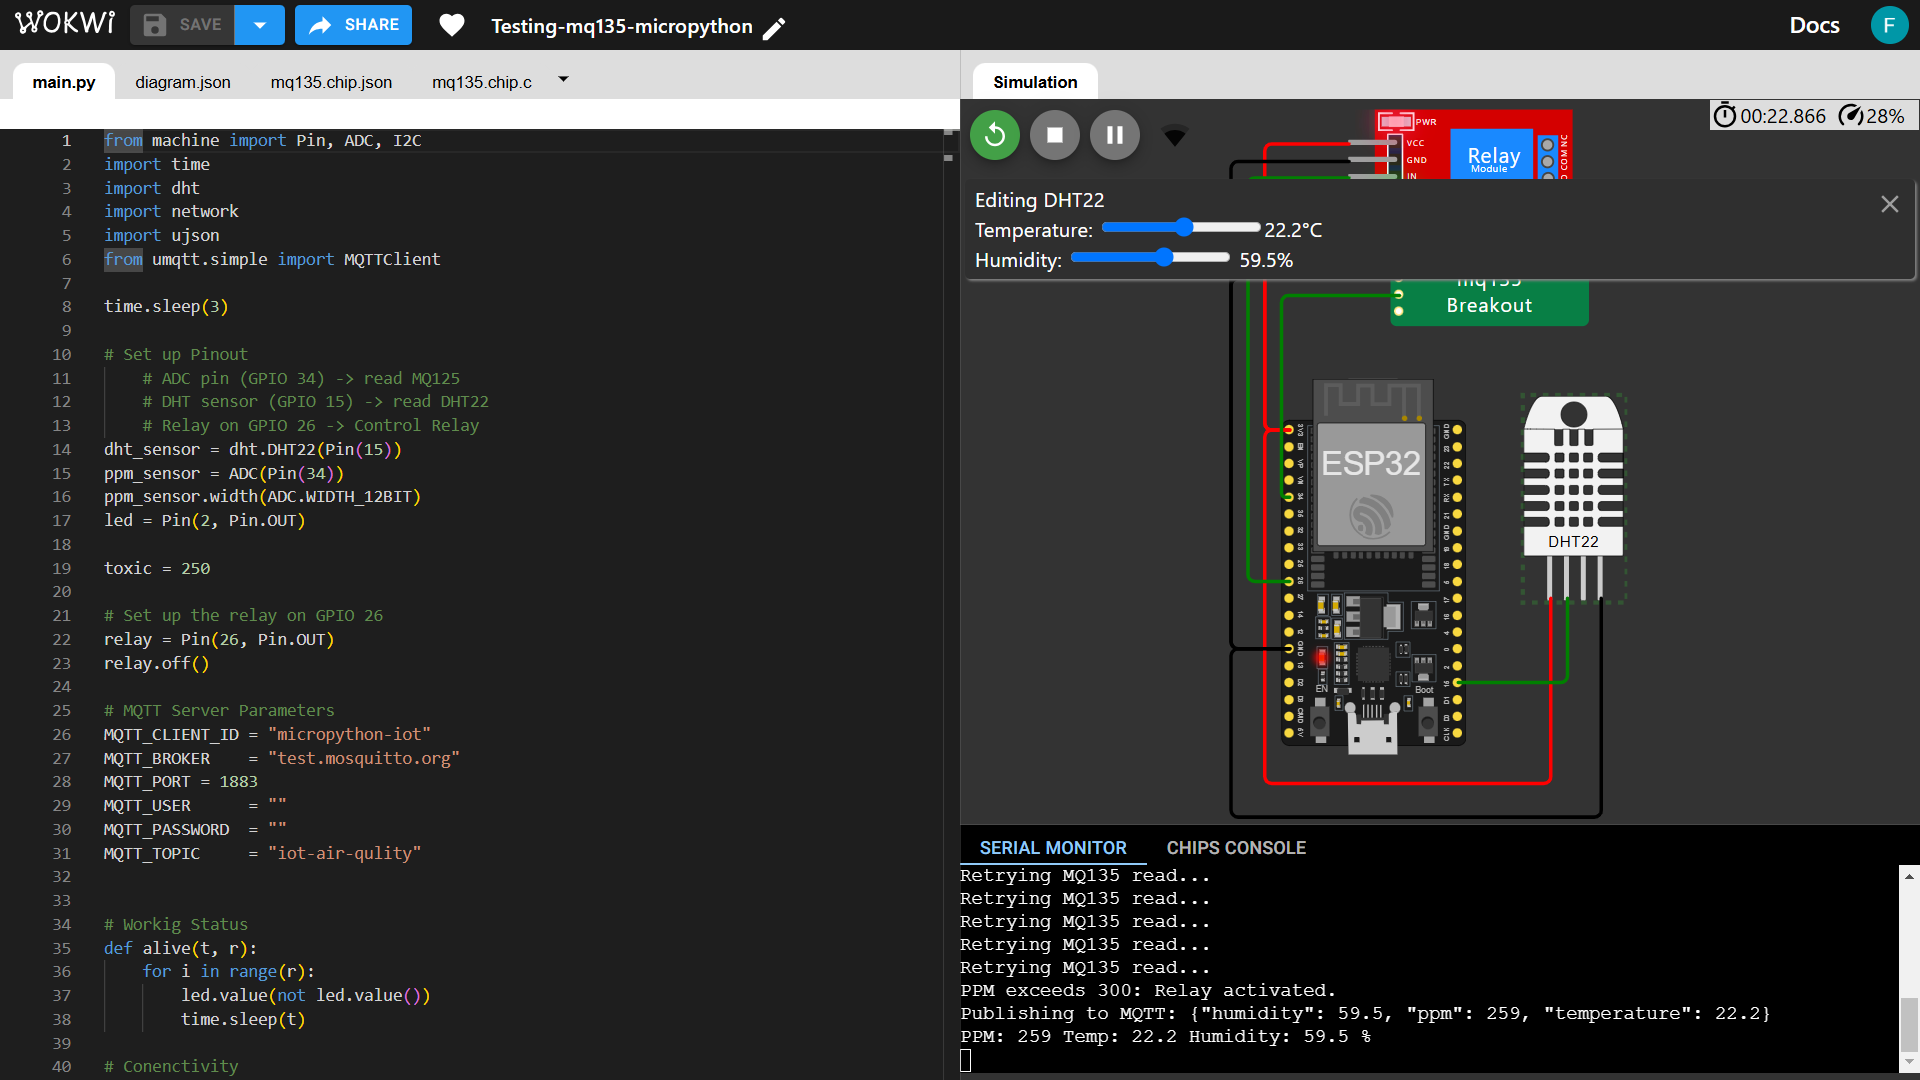 WOKWi
SAVE
SHARE
Testing-mq135-micropython
Docs
F
main.py
diagram.json
mq135.chip.json
mq135.chip.c
1 from machine import Pin, ADC, I2C
2 import time
3 import dht
4 import network
5 import ujson
6 from umqtt.simple import MQTTClient
7
8 time.sleep(3)
9
10 # Set up Pinout
11 # ADC pin (GPIO 34) -> read MQ125
12 # DHT sensor (GPIO 15) -> read DHT22
13 # Relay on GPIO 26 -> Control Relay
14 dht_sensor = dht.DHT22(Pin(15))
15 ppm_sensor = ADC(Pin(34))
16 ppm_sensor.width(ADC.WIDTH_12BIT)
17 led = Pin(2, Pin.OUT)
18
19 toxic = 250
20
21 # Set up the relay on GPIO 26
22 relay = Pin(26, Pin.OUT)
23 relay.off()
24
25 # MQTT Server Parameters
26 MQTT_CLIENT_ID = "micropython-iot"
27 MQTT_BROKER = "test.mosquitto.org"
28 MQTT_PORT = 1883
29 MQTT_USER = ""
30 MQTT_PASSWORD = ""
31 MQTT_TOPIC = "iot-air-qulity"
32
33
34 # Workig Status
35 def alive(t, r):
36 for i in range(r):
37 led.value(not led.value())
38 time.sleep(t)
39
40 # Conenctivity
Simulation
00:22.866
28%
PWR
VCC
GND
IN
Relay
Module
COM NC
Editing DHT22
Temperature: 22.2°C
Humidity: 59.5%
mq135
Breakout
ESP32
EN
Boot
DHT22
SERIAL MONITOR
CHIPS CONSOLE
Retrying MQ135 read...
Retrying MQ135 read...
Retrying MQ135 read...
Retrying MQ135 read...
Retrying MQ135 read...
PPM exceeds 300: Relay activated.
Publishing to MQTT: {"humidity": 59.5, "ppm": 259, "temperature": 22.2}
PPM: 259 Temp: 22.2 Humidity: 59.5 %